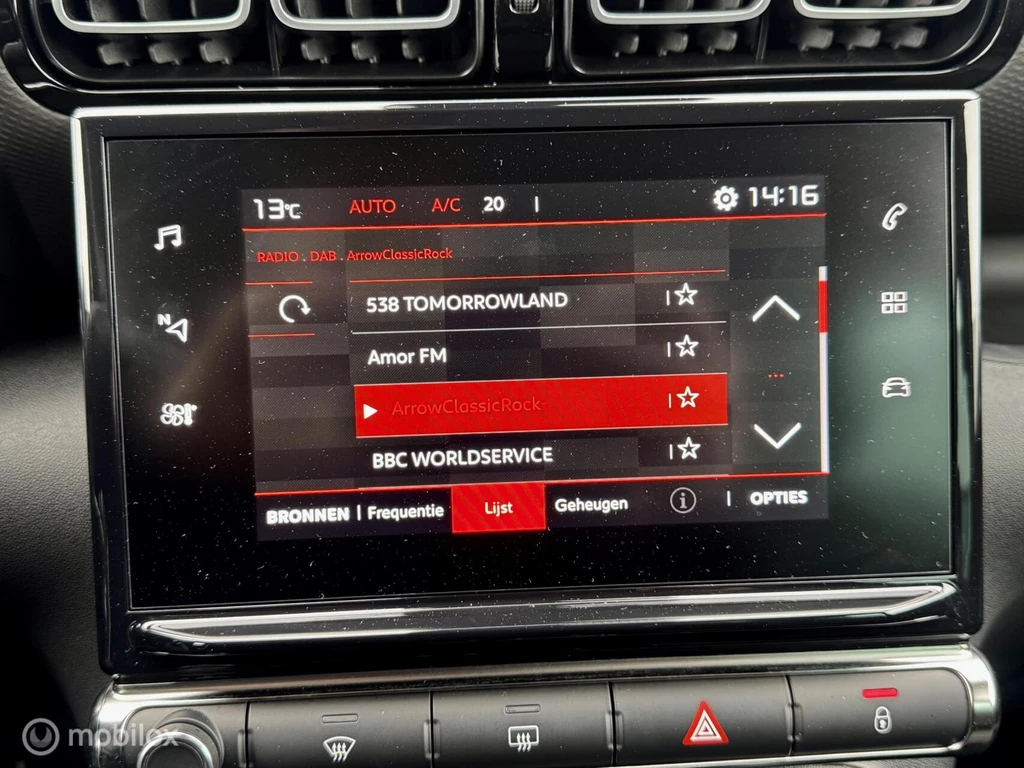 13°C AUTO A/C 20 14:16
RADIO . DAB . ArrowClassicRock
538 TOMORROWLAND
Amor FM
ArrowClassicRock
BBC WORLDSERVICE
BRONNEN Frequentie Lijst Geheugen i OPTIES
N
mobilox